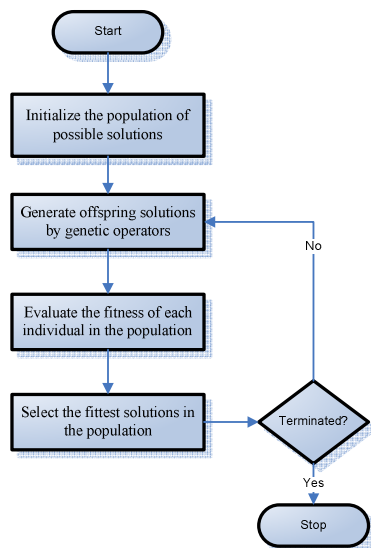 Start
Initialize the population of
possible solutions
Generate offspring solutions
by genetic operators
No
Evaluate the fitness of each
individual in the population
Select the fittest solutions in
the population
Terminated?
Yes
Stop